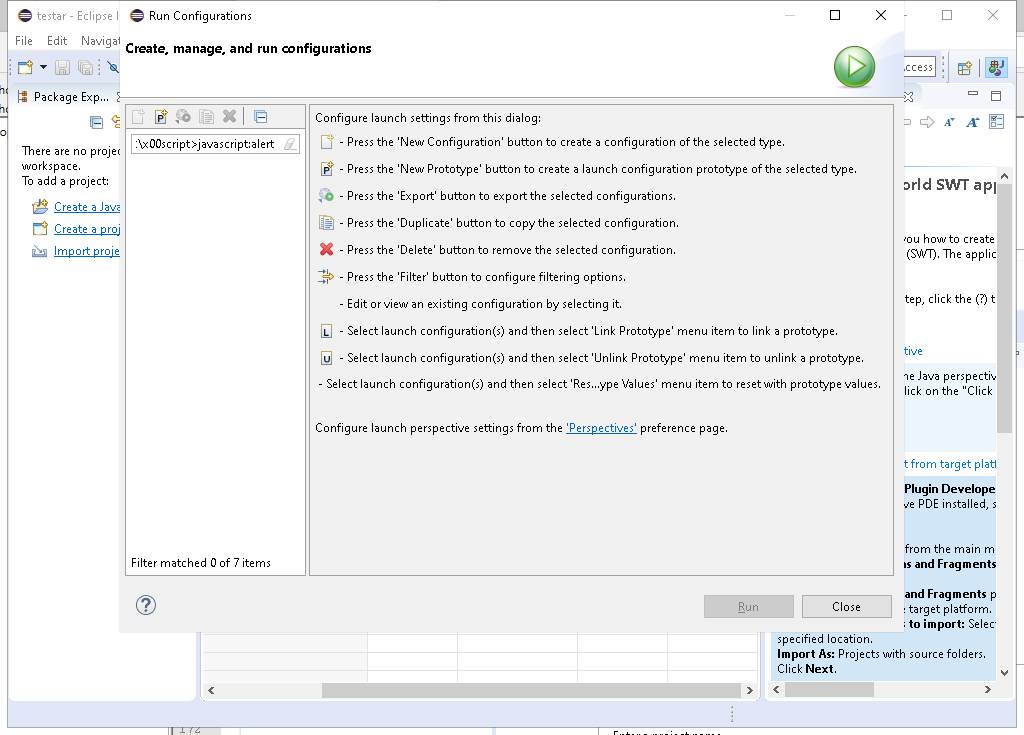 testar - Eclipse I
Run Configurations
File Edit Navigat
Create, manage, and run configurations
Package Exp...
There are no projec
workspace.
To add a project:
Create a Java
Create a proj
Import proje
:\x00script>javascript:alert
Filter matched 0 of 7 items
Configure launch settings from this dialog:
- Press the 'New Configuration' button to create a configuration of the selected type.
P - Press the 'New Prototype' button to create a launch configuration prototype of the selected type.
- Press the 'Export' button to export the selected configurations.
- Press the 'Duplicate' button to copy the selected configuration.
- Press the 'Delete' button to remove the selected configuration.
- Press the 'Filter' button to configure filtering options.
- Edit or view an existing configuration by selecting it.
L - Select launch configuration(s) and then select 'Link Prototype' menu item to link a prototype.
U - Select launch configuration(s) and then select 'Unlink Prototype' menu item to unlink a prototype.
- Select launch configuration(s) and then select 'Res...ype Values' menu item to reset with prototype values.
Configure launch perspective settings from the 'Perspectives' preference page.
?
Run
Close
ccess
orld SWT app
you how to create
(SWT). The applic
tep, click the (?) t
tive
he Java perspectiv
lick on the "Click
t from target platf
Plugin Develope
ve PDE installed, s
from the main m
ns and Fragments
and Fragments p
e target platform.
s to import: Selec
specified location.
Import As: Projects with source folders.
Click Next.
172
Enter a project name